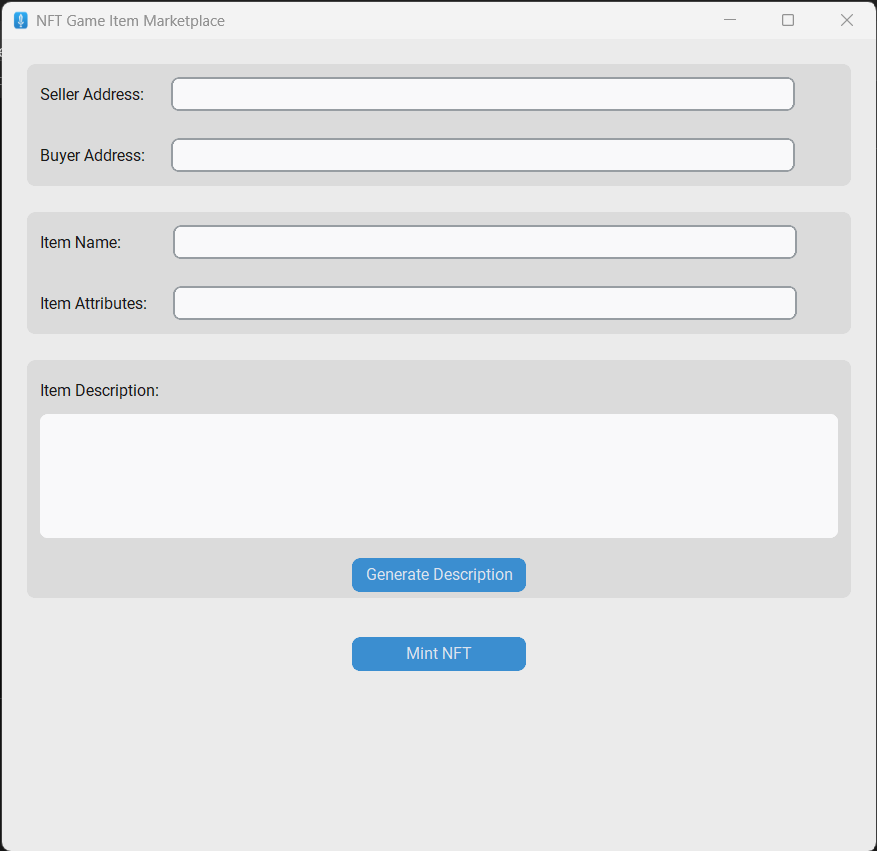 NFT Game Item Marketplace
Seller Address:
Buyer Address:
Item Name:
Item Attributes:
Item Description:
Generate Description
Mint NFT